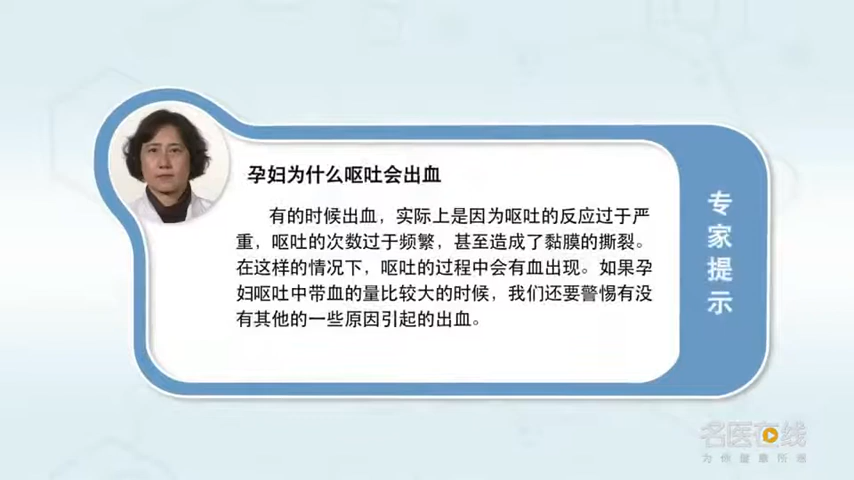 孕妇为什么呕吐会出血
有的时候出血，实际上是因为呕吐的反应过于严
重，呕吐的次数过于频繁，甚至造成了黏膜的撕裂。
在这样的情况下，呕吐的过程中会有血出现。如果孕
妇呕吐中带血的量比较大的时候，我们还要警惕有没
有其他的一些原因引起的出血。
专家提示
名医在线
为你健康所想